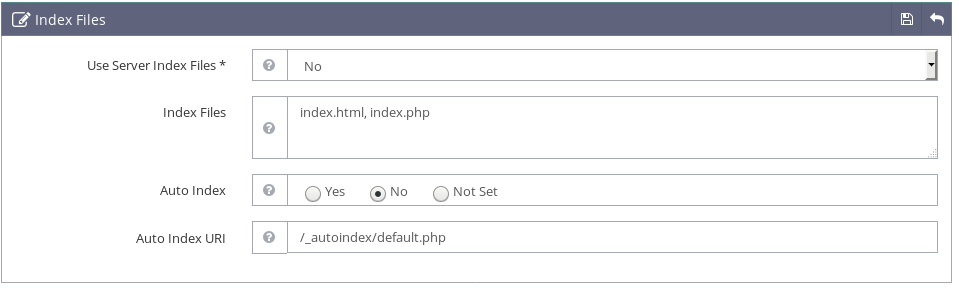 Index Files
Use Server Index Files * No
Index Files index.html, index.php
Auto Index Yes No Not Set
Auto Index URI /_autoindex/default.php